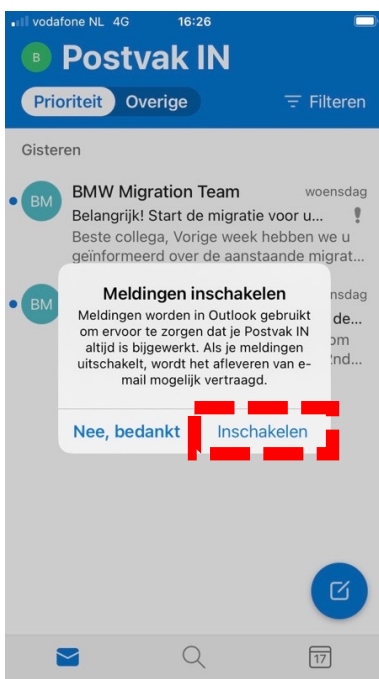 vodafone NL 4G 16:26
B Postvak IN
Prioriteit Overige Filteren
Gisteren
BM BMW Migration Team woensdag
Belangrijk! Start de migratie voor u... !
Beste collega, Vorige week hebben we u
geïnformeerd over de aanstaande migrat...
BM nsdag
de...
om
Meldingen inschakelen
Meldingen worden in Outlook gebruikt
om ervoor te zorgen dat je Postvak IN
altijd is bijgewerkt. Als je meldingen
uitschakelt, wordt het afleveren van e-
mail mogelijk vertraagd.
Nee, bedankt Inschakelen
17